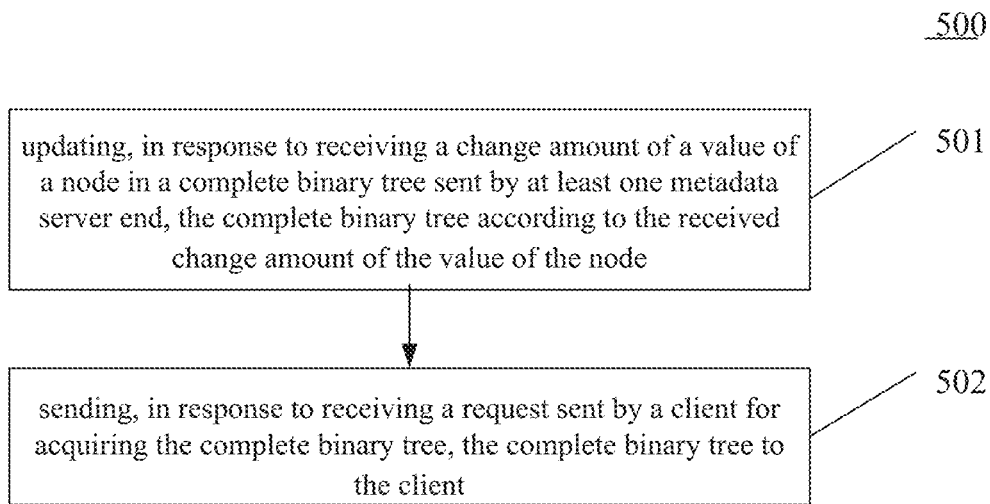 500
updating, in response to receiving a change amount of a value of
a node in a complete binary tree sent by at least one metadata
server end, the complete binary tree according to the received
change amount of the value of the node
501
sending, in response to receiving a request sent by a client for
acquiring the complete binary tree, the complete binary tree to
the client
502